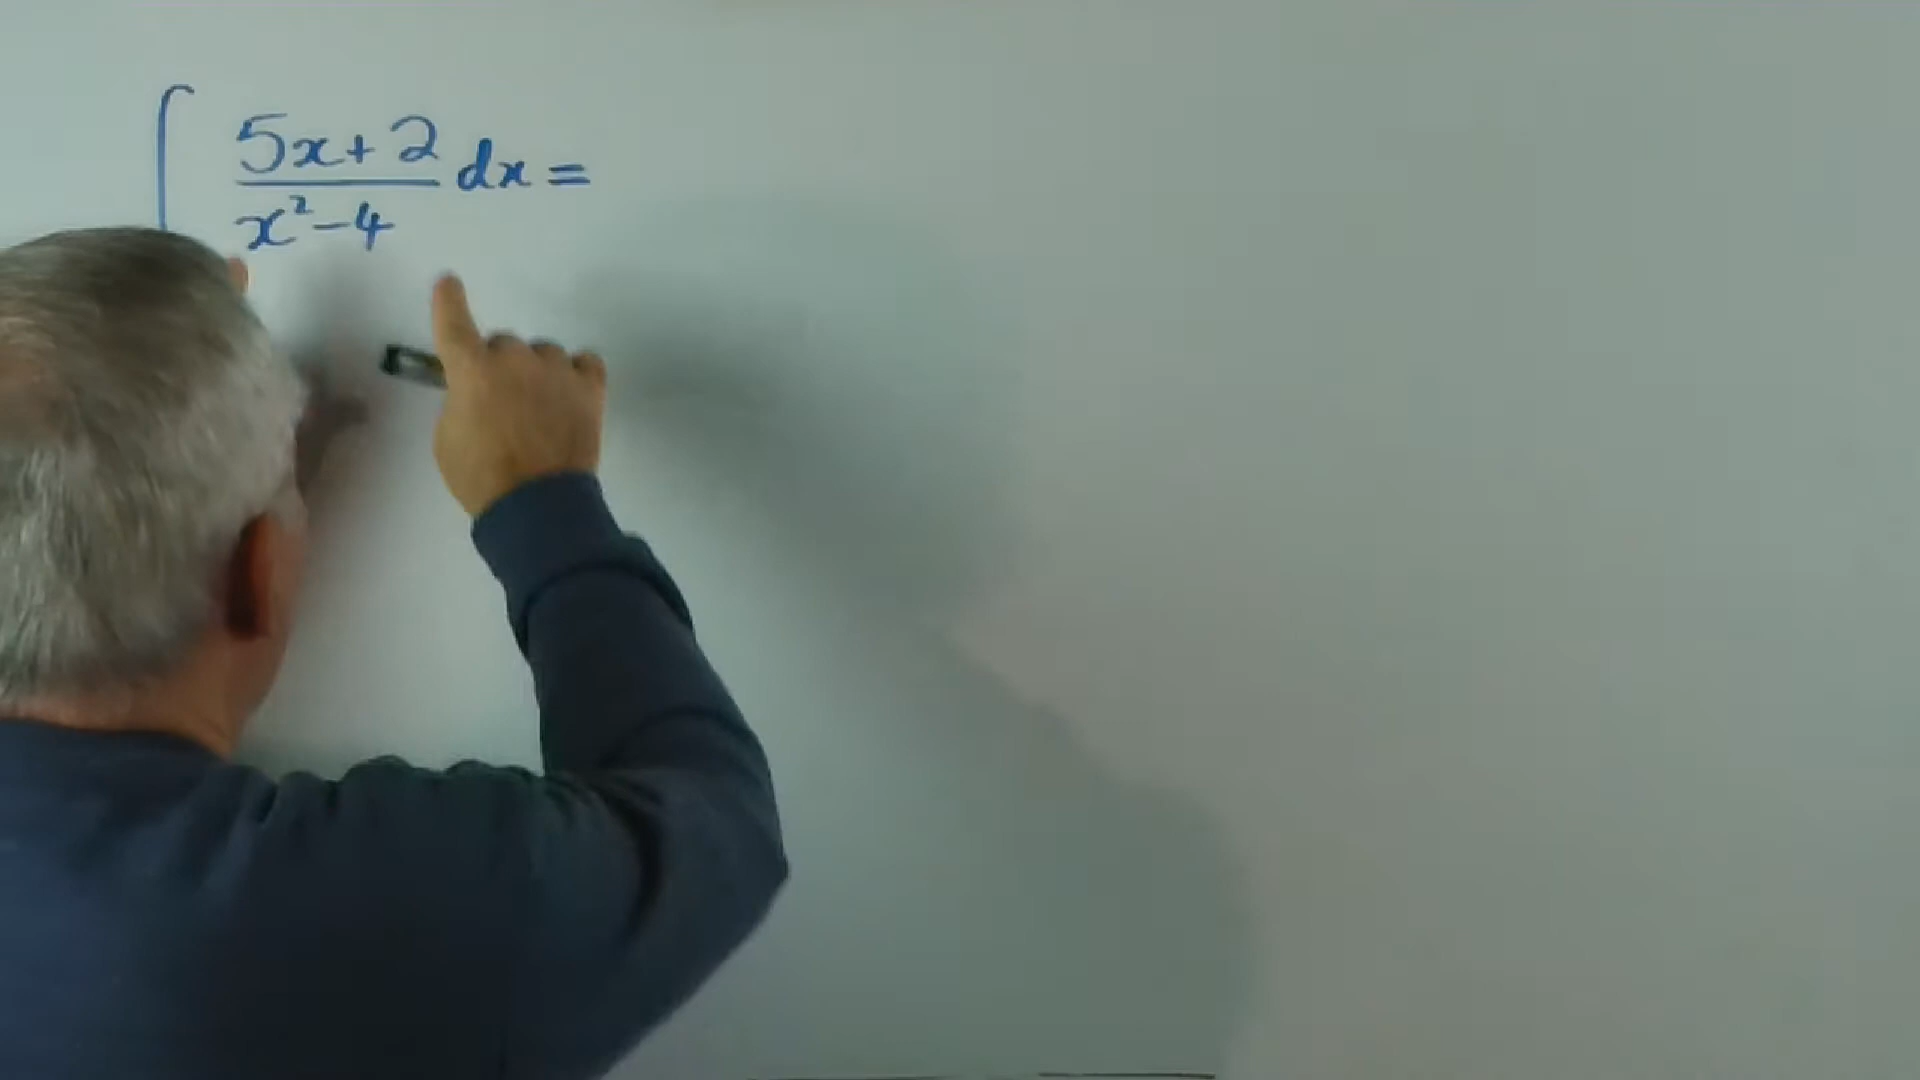 ∫ (5x+2)/(x²-4) dx =